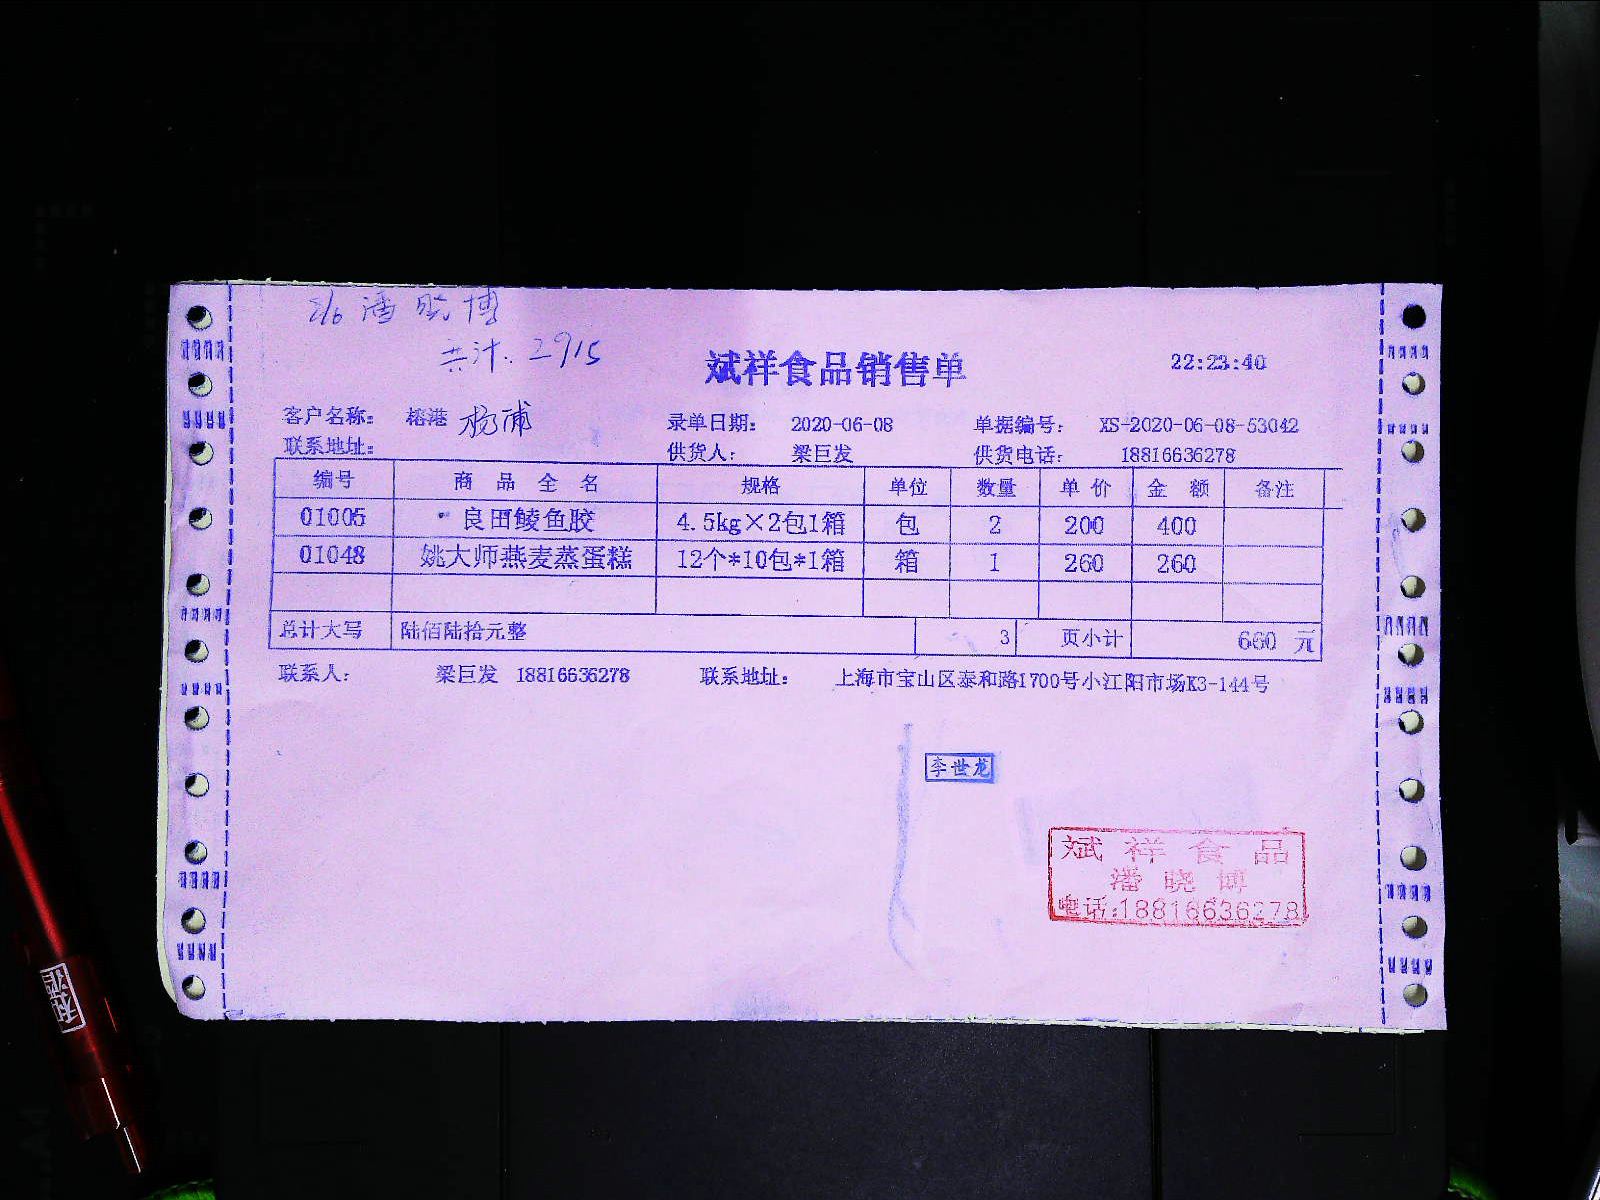 潘晓博
共计：2915
斌祥食品销售单 22:23:40
客户名称： 榕港 杨浦 录单日期： 2020-06-08 单据编号： XS-2020-06-08-53042
联系地址： 供货人： 梁巨发 供货电话： 18816636278
编号 商品全名 规格 单位 数量 单价 金额 备注
01005 良田鲮鱼胶 4.5kg×2包1箱 包 2 200 400
01048 姚大师燕麦蒸蛋糕 12个*10包*1箱 箱 1 260 260
总计大写 陆佰陆拾元整 3 页小计 660 元
联系人： 梁巨发 18816636278 联系地址： 上海市宝山区泰和路1700号小江阳市场K3-144号
李世龙
斌祥食品
潘晓博
电话:18816636278